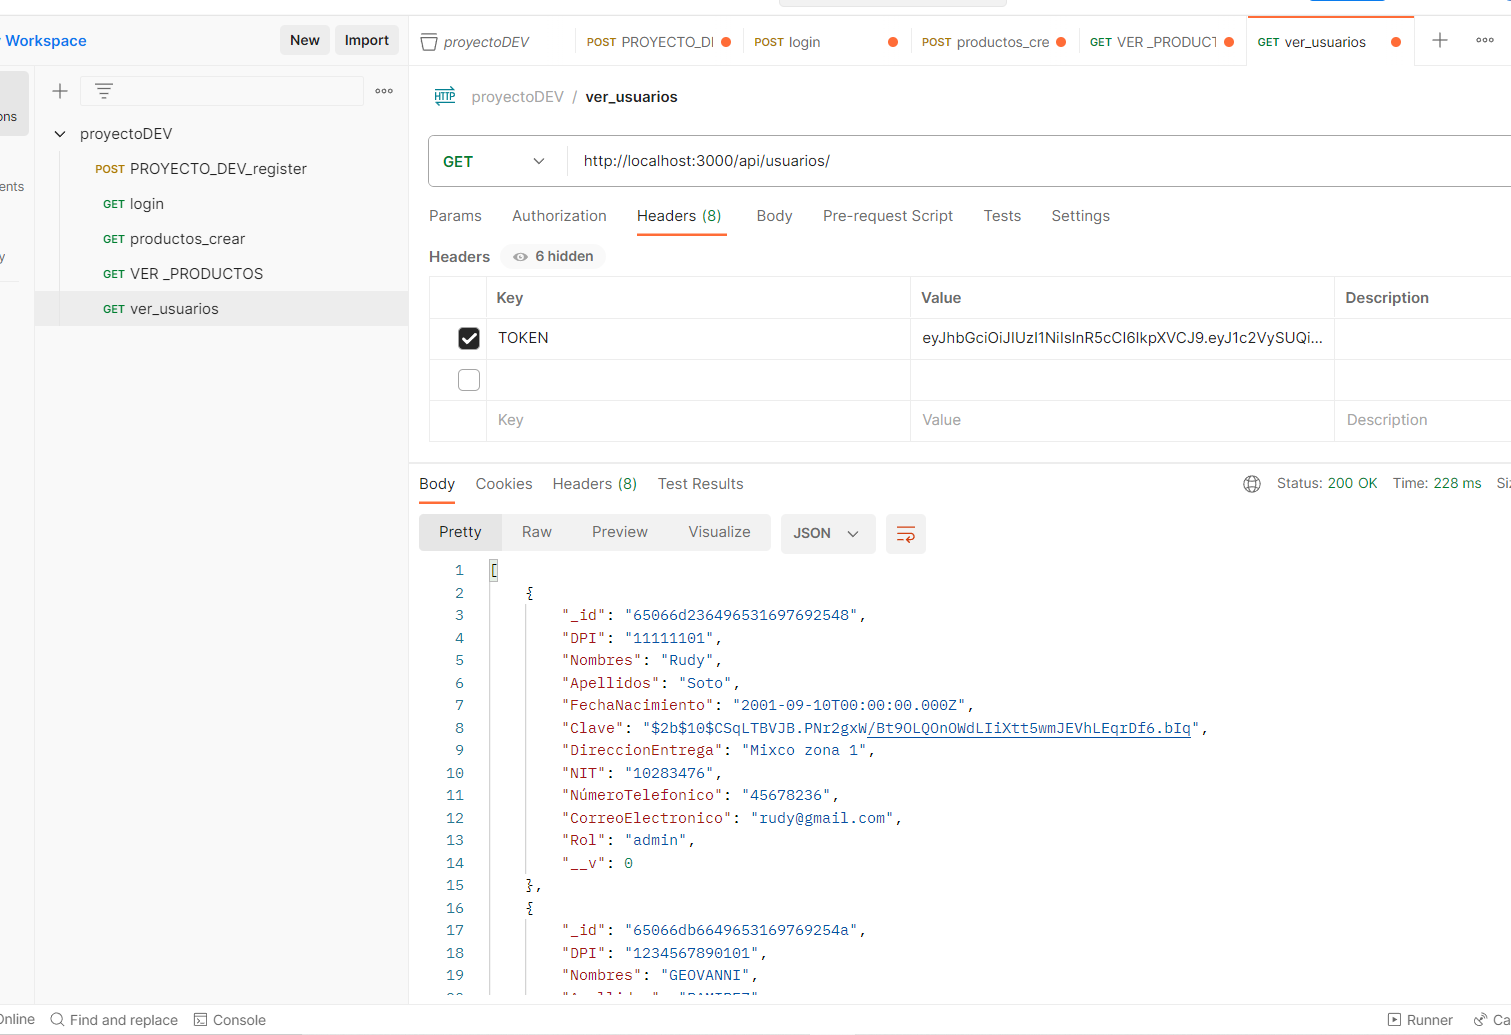 Workspace
New
Import
proyectoDEV
POST PROYECTO_DI
POST login
POST productos_cre
GET VER _PRODUCT
GET ver_usuarios
ons
ents
y
proyectoDEV
POST PROYECTO_DEV_register
GET login
GET productos_crear
GET VER _PRODUCTOS
GET ver_usuarios
HTTP proyectoDEV / ver_usuarios
GET http://localhost:3000/api/usuarios/
Params Authorization Headers (8) Body Pre-request Script Tests Settings
Headers 6 hidden
Key Value Description
TOKEN eyJhbGciOiJIUzI1NiIsInR5cCI6IkpXVCJ9.eyJ1c2VySUQi...
Key Value Description
Body Cookies Headers (8) Test Results Status: 200 OK Time: 228 ms Si
Pretty Raw Preview Visualize JSON
1 [
2 {
3 "_id": "65066d236496531697692548",
4 "DPI": "11111101",
5 "Nombres": "Rudy",
6 "Apellidos": "Soto",
7 "FechaNacimiento": "2001-09-10T00:00:00.000Z",
8 "Clave": "$2b$10$CSqLTBVJB.PNr2gxW/Bt9OLQOnOWdLIiXtt5wmJEVhLEqrDf6.bIq",
9 "DireccionEntrega": "Mixco zona 1",
10 "NIT": "10283476",
11 "NúmeroTelefonico": "45678236",
12 "CorreoElectronico": "rudy@gmail.com",
13 "Rol": "admin",
14 "__v": 0
15 },
16 {
17 "_id": "65066db6649653169769254a",
18 "DPI": "1234567890101",
19 "Nombres": "GEOVANNI",
Online Find and replace Console Runner Ca